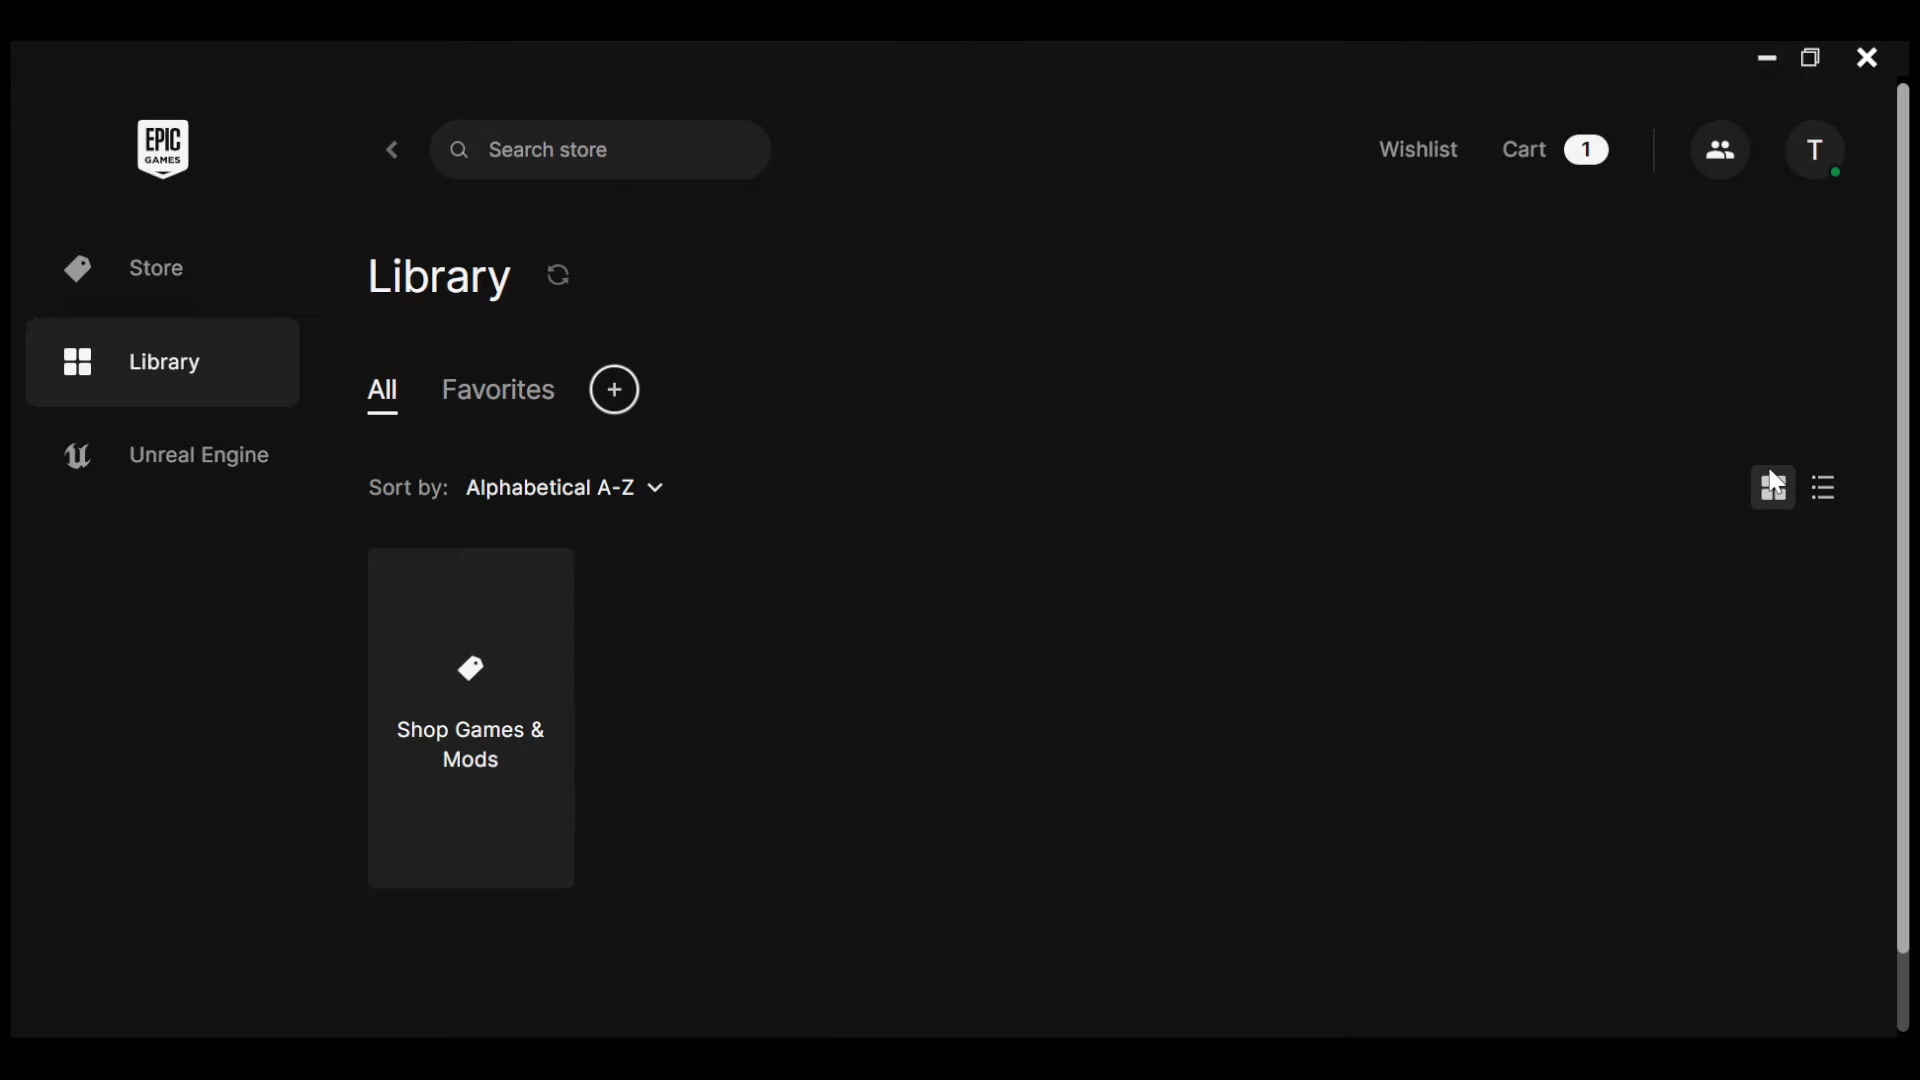 EPIC
GAMES
Search store
Wishlist
Cart 1
T
Store
Library
Unreal Engine
Library
All
Favorites
Sort by: Alphabetical A-Z
Shop Games &
Mods